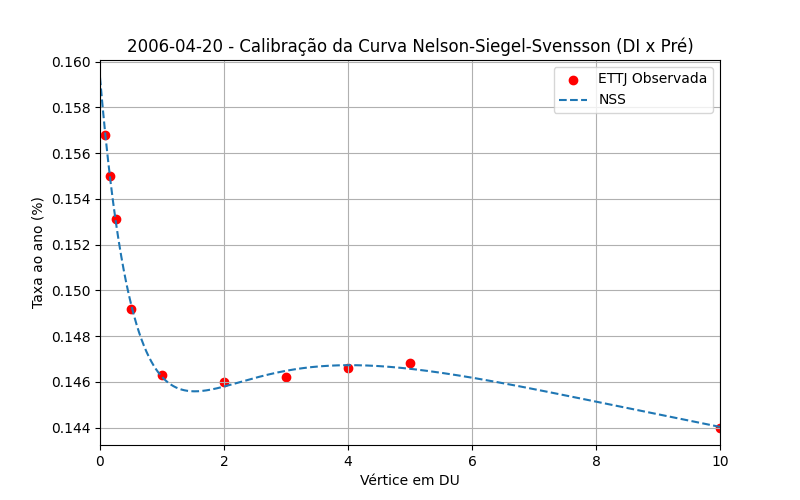 2006-04-20 - Calibração da Curva Nelson-Siegel-Svensson (DI x Pré)
ETTJ Observada
NSS
Taxa ao ano (%)
0.160
0.158
0.156
0.154
0.152
0.150
0.148
0.146
0.144
0 2 4 6 8 10
Vértice em DU